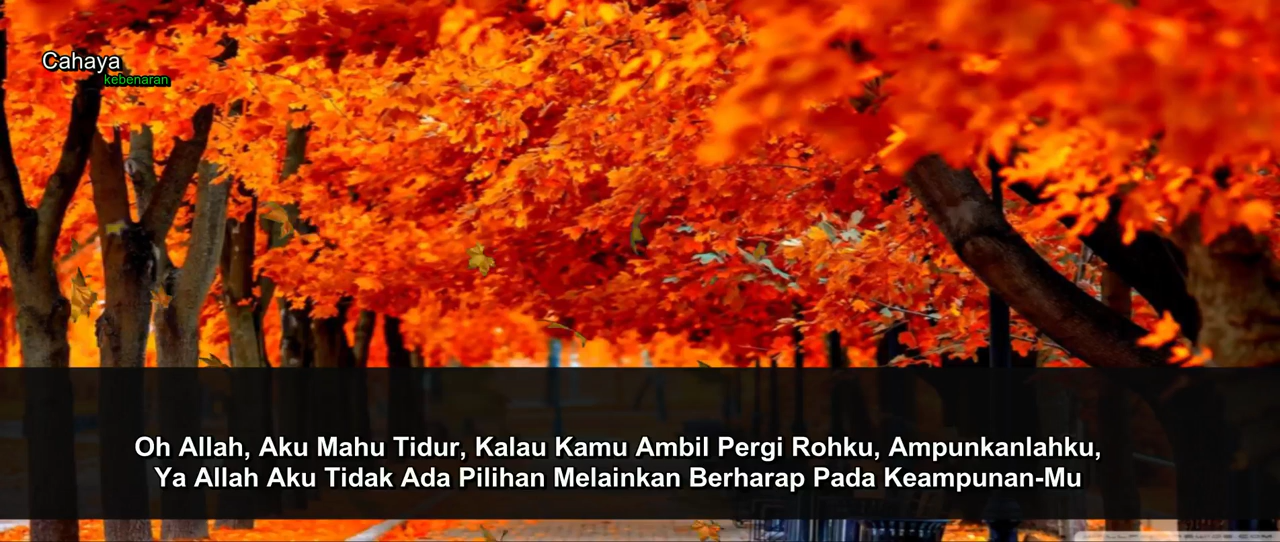 Cahaya
kebenaran
Oh Allah, Aku Mahu Tidur, Kalau Kamu Ambil Pergi Rohku, Ampunkanlahku,
Ya Allah Aku Tidak Ada Pilihan Melainkan Berharap Pada Keampunan-Mu